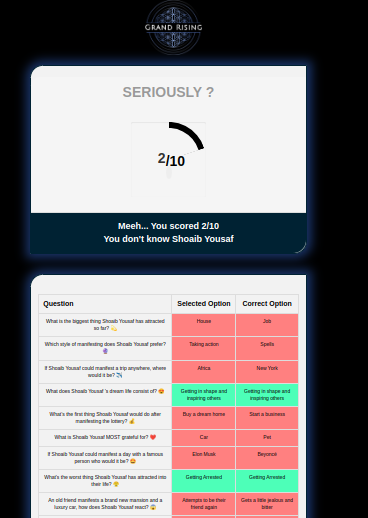 GRAND RISING
SERIOUSLY ?
2/10
Meeh... You scored 2/10
You don't know Shoaib Yousaf
Question Selected Option Correct Option
What is the biggest thing Shoaib Yousaf has attracted House Job
so far? 💫
Which style of manifesting does Shoaib Yousaf prefer? Taking action Spells
🔮
If Shoaib Yousaf could manifest a trip anywhere, where Africa New York
would it be? ✈️
What does Shoaib Yousaf 's dream life consist of? 😍 Getting in shape and Getting in shape and
inspiring others inspiring others
What's the first thing Shoaib Yousaf would do after Buy a dream home Start a business
manifesting the lottery? 💰
What is Shoaib Yousaf MOST grateful for? ❤️ Car Pet
If Shoaib Yousaf could manifest a day with a famous Elon Musk Beyoncé
person who would it be? 🤩
What's the worst thing Shoaib Yousaf has attracted into Getting Arrested Getting Arrested
their life?
An old friend manifests a brand new mansion and a Attempts to be their Gets a little jealous and
luxury car, how does Shoaib Yousaf react? 😱 friend again bitter